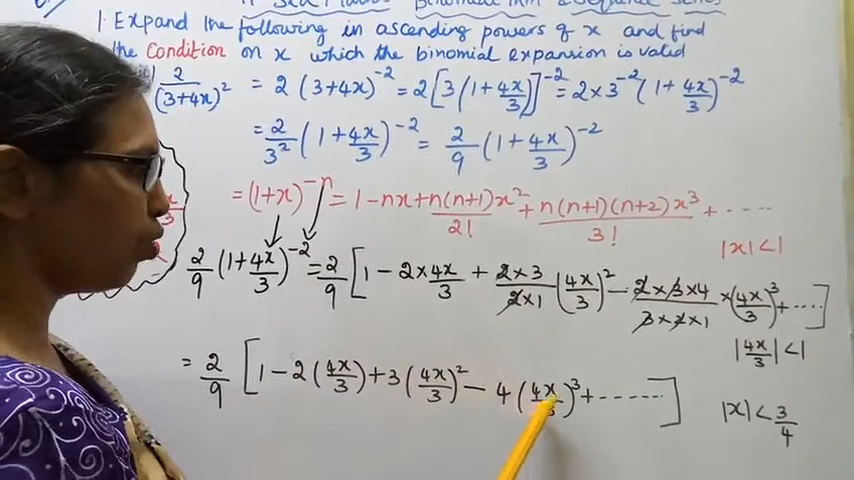 1. Expand the following in ascending powers of x and find
the Condition on x which the binomial expansion is valid
2/(3+4x)² = 2(3+4x)⁻² = 2[3(1+4x/3)]⁻² = 2×3⁻²(1+4x/3)⁻²
= 2/3² (1+4x/3)⁻² = 2/9 (1+4x/3)⁻²
= (1+x)⁻ⁿ = 1-nx+n(n+1)x²/2! + n(n+1)(n+2)x³/3! + ....
|x|<1
2/9 (1+4x/3)⁻² = 2/9 [1-2×4x/3 + 2×3/2×1 (4x/3)² - 2×3×4/3×2×1 × (4x/3)³ + ....]
|4x/3|<1
= 2/9 [1-2(4x/3)+3(4x/3)² - 4(4x/3)³ + ......]
|x|<3/4